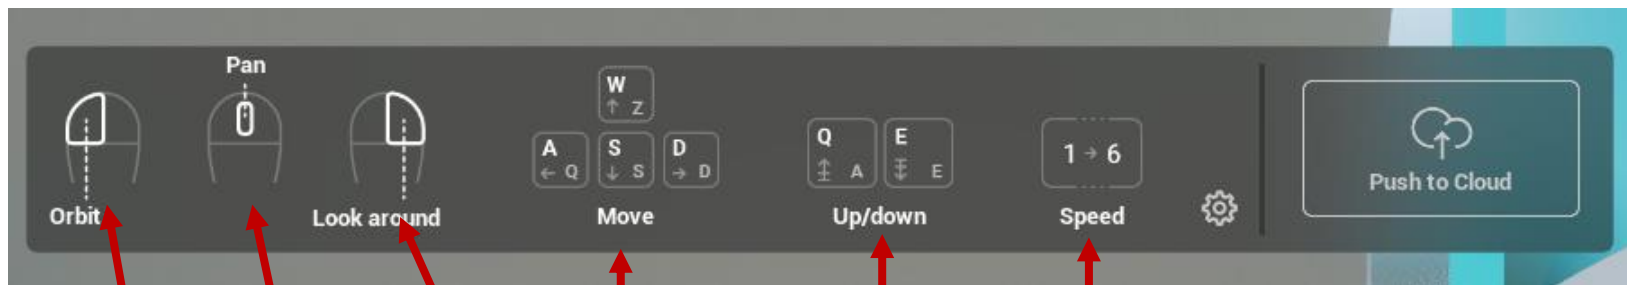 Pan
Orbit
Look around
W
Z
A
Q
S
S
D
D
Move
Q
A
E
E
Up/down
1 → 6
Speed
Push to Cloud